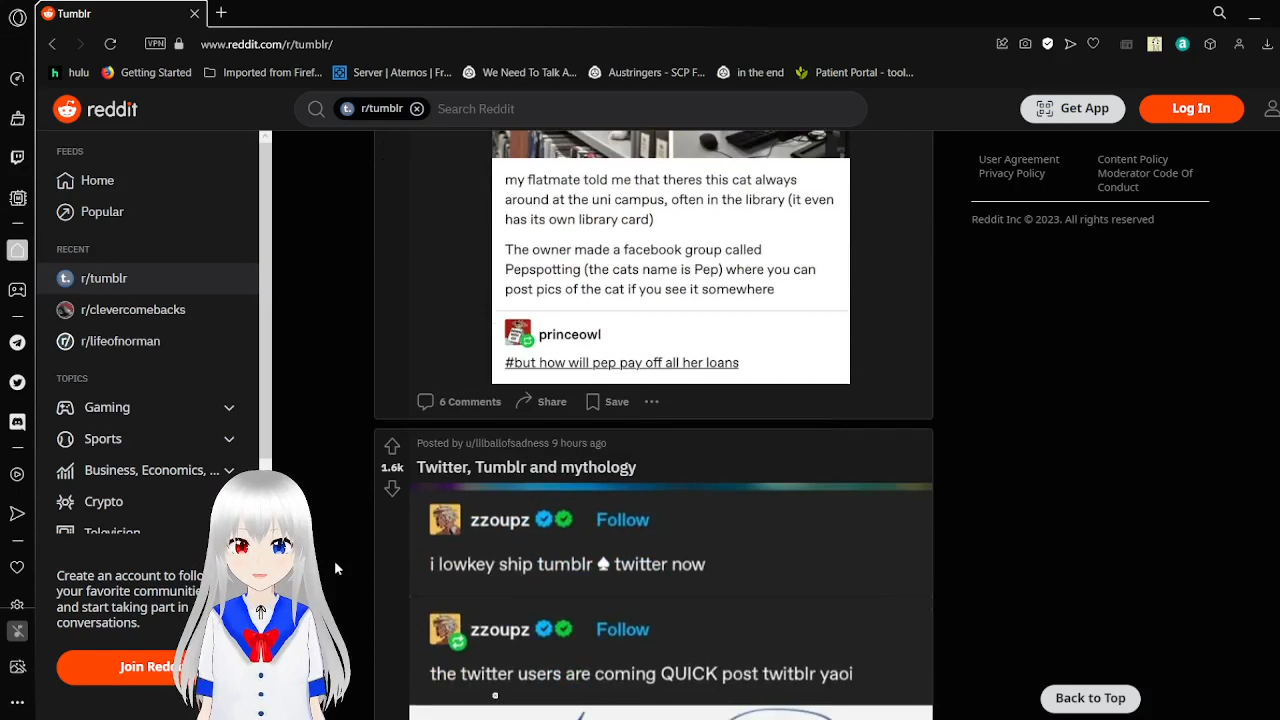 Tumblr
VPN
www.reddit.com/r/tumblr/
hulu
Getting Started
Imported from Firef...
Server | Aternos | Fr...
We Need To Talk A...
Austringers - SCP F...
in the end
Patient Portal - tool...
reddit
r/tumblr
Search Reddit
Get App
Log In
FEEDS
Home
Popular
RECENT
r/tumblr
r/clevercomebacks
r/lifeofnorman
TOPICS
Gaming
Sports
Business, Economics, ...
Crypto
Television
Create an account to follo
your favorite communitie
and start taking part in
conversations.
Join Redd
my flatmate told me that theres this cat always
around at the uni campus, often in the library (it even
has its own library card)
The owner made a facebook group called
Pepspotting (the cats name is Pep) where you can
post pics of the cat if you see it somewhere
princeowl
#but how will pep pay off all her loans
6 Comments
Share
Save
1.6k
Posted by u/lilballofsadness 9 hours ago
Twitter, Tumblr and mythology
zzoupz
Follow
i lowkey ship tumblr ♠ twitter now
zzoupz
Follow
the twitter users are coming QUICK post twitblr yaoi
User Agreement
Privacy Policy
Content Policy
Moderator Code Of
Conduct
Reddit Inc © 2023. All rights reserved
Back to Top